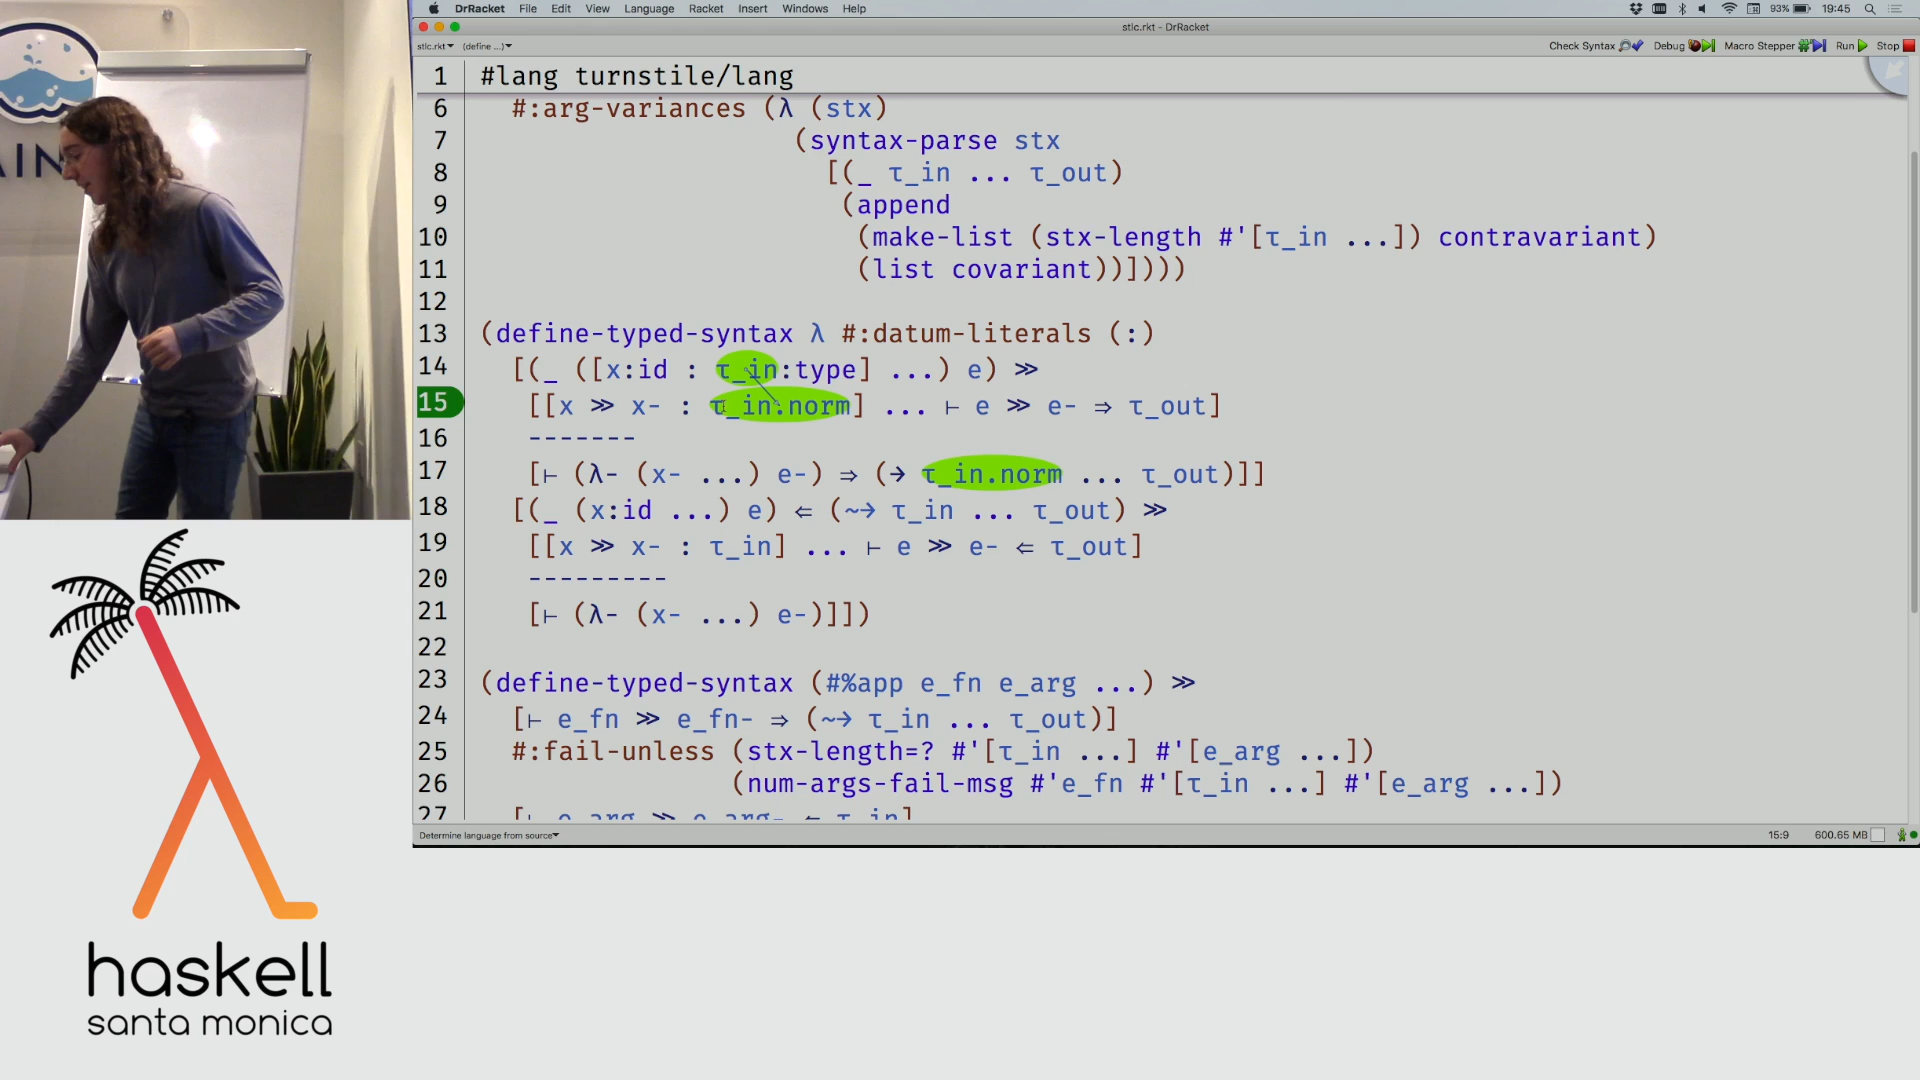 DrRacket File Edit View Language Racket Insert Windows Help 93% 19:45
stlc.rkt - DrRacket
stlc.rkt (define ...) Check Syntax Debug Macro Stepper Run Stop
1 #lang turnstile/lang
6 #:arg-variances (λ (stx)
7 (syntax-parse stx
8 [(_ τ_in ... τ_out)
9 (append
10 (make-list (stx-length #'[τ_in ...]) contravariant)
11 (list covariant))])))
12
13 (define-typed-syntax λ #:datum-literals (:)
14 [(_ ([x:id : τ_in:type] ...) e) ≫
15 [[x ≫ x- : τ_in.norm] ... ⊢ e ≫ e- ⇒ τ_out]
16 -------
17 [⊢ (λ- (x- ...) e-) ⇒ (→ τ_in.norm ... τ_out)]]
18 [(_ (x:id ...) e) ⇐ (~→ τ_in ... τ_out) ≫
19 [[x ≫ x- : τ_in] ... ⊢ e ≫ e- ⇐ τ_out]
20 ---------
21 [⊢ (λ- (x- ...) e-)]])
22
23 (define-typed-syntax (#%app e_fn e_arg ...) ≫
24 [⊢ e_fn ≫ e_fn- ⇒ (~→ τ_in ... τ_out)]
25 #:fail-unless (stx-length=? #'[τ_in ...] #'[e_arg ...])
26 (num-args-fail-msg #'e_fn #'[τ_in ...] #'[e_arg ...])
27 [⊢ e_arg ≫ e_arg- ⇐ τ_in]
Determine language from source 15:9 600.65 MB
haskell
santa monica